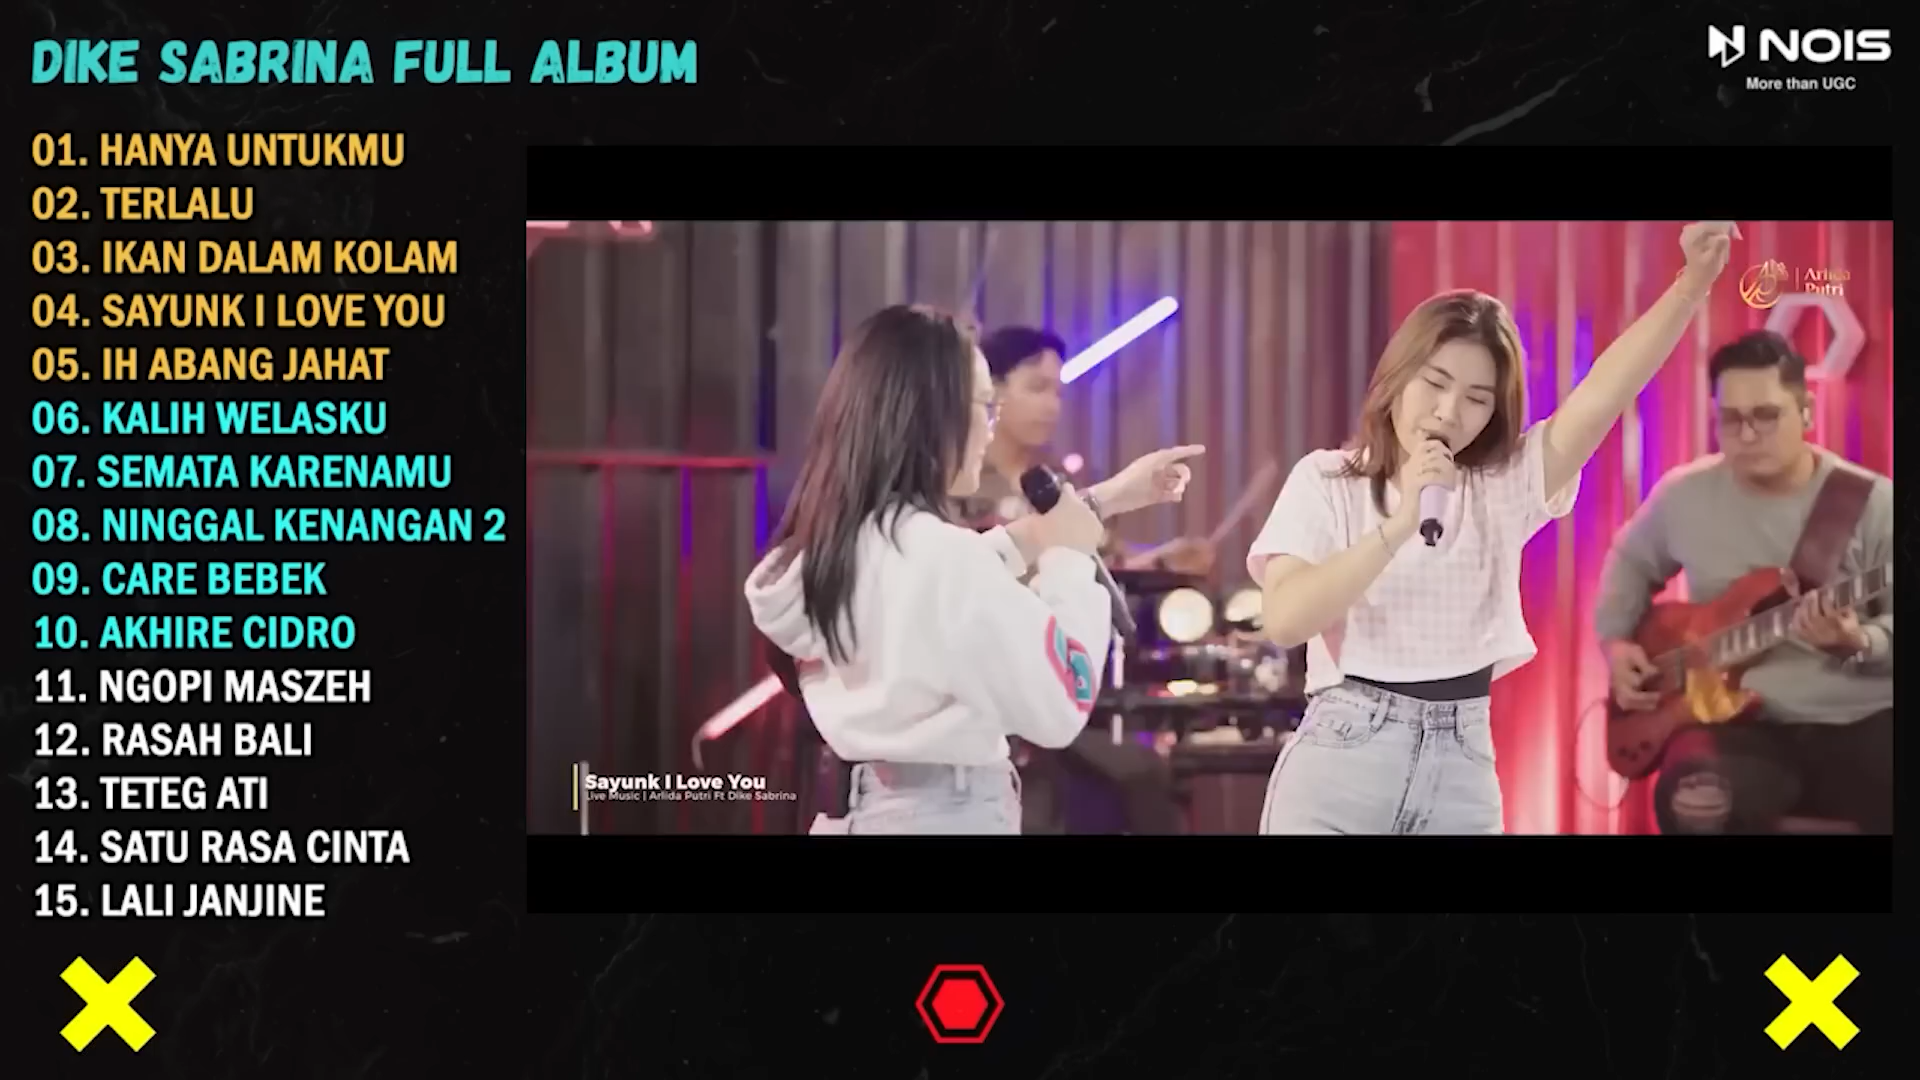 DIKE SABRINA FULL ALBUM
NOIS
More than UGC
01. HANYA UNTUKMU
02. TERLALU
03. IKAN DALAM KOLAM
04. SAYUNK I LOVE YOU
05. IH ABANG JAHAT
06. KALIH WELASKU
07. SEMATA KARENAMU
08. NINGGAL KENANGAN 2
09. CARE BEBEK
10. AKHIRE CIDRO
11. NGOPI MASZEH
12. RASAH BALI
13. TETEG ATI
14. SATU RASA CINTA
15. LALI JANJINE
Arlida
Putri
Sayunk I Love You
Live Music | Arlida Putri Ft Dike Sabrina